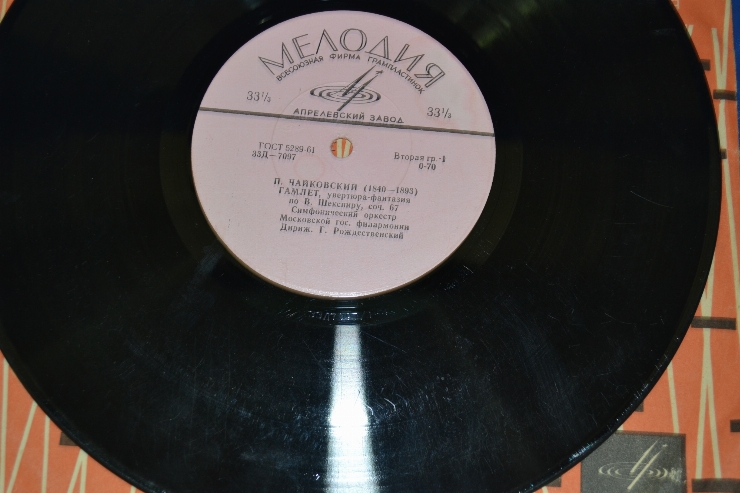 МЕЛОДИЯ
ВСЕСОЮЗНАЯ ФИРМА ГРАМПЛАСТИНОК
33⅓ 33⅓
АПРЕЛЕВСКИЙ ЗАВОД
ГОСТ 5289-61
33Д—7097
Вторая гр.-1
0-70
П. ЧАЙКОВСКИЙ (1840—1893)
ГАМЛЕТ, увертюра-фантазия
по В. Шекспиру, соч. 67
Симфонический оркестр
Московской гос. филармонии
Дириж. Г. Рождественский